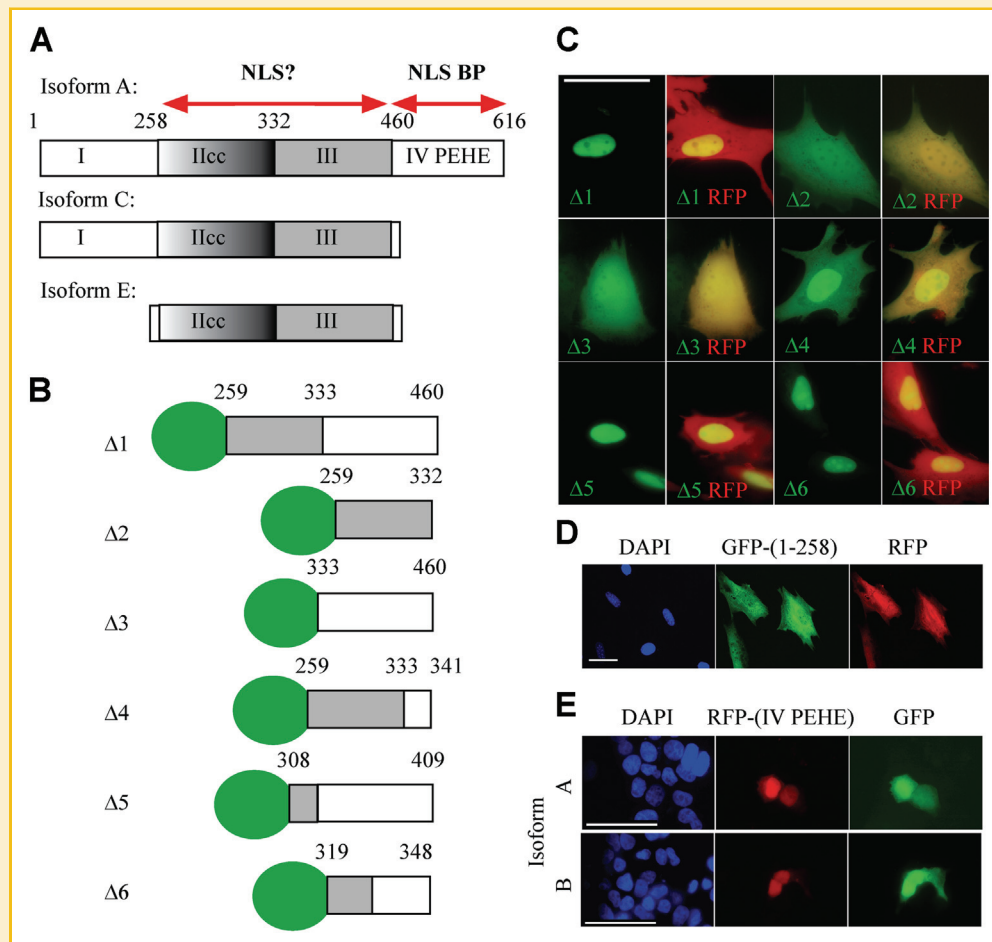 A
NLS? NLS BP
Isoform A:
1 258 332 460 616
I IIcc III IV PEHE
Isoform C:
I IIcc III
Isoform E:
IIcc III
B
259 333 460
Δ1
259 332
Δ2
333 460
Δ3
259 333 341
Δ4
308 409
Δ5
319 348
Δ6
C
Δ1 Δ1 RFP Δ2 Δ2 RFP
Δ3 Δ3 RFP Δ4 Δ4 RFP
Δ5 Δ5 RFP Δ6 Δ6 RFP
D
DAPI GFP-(1-258) RFP
E
DAPI RFP-(IV PEHE) GFP
Isoform
A
B